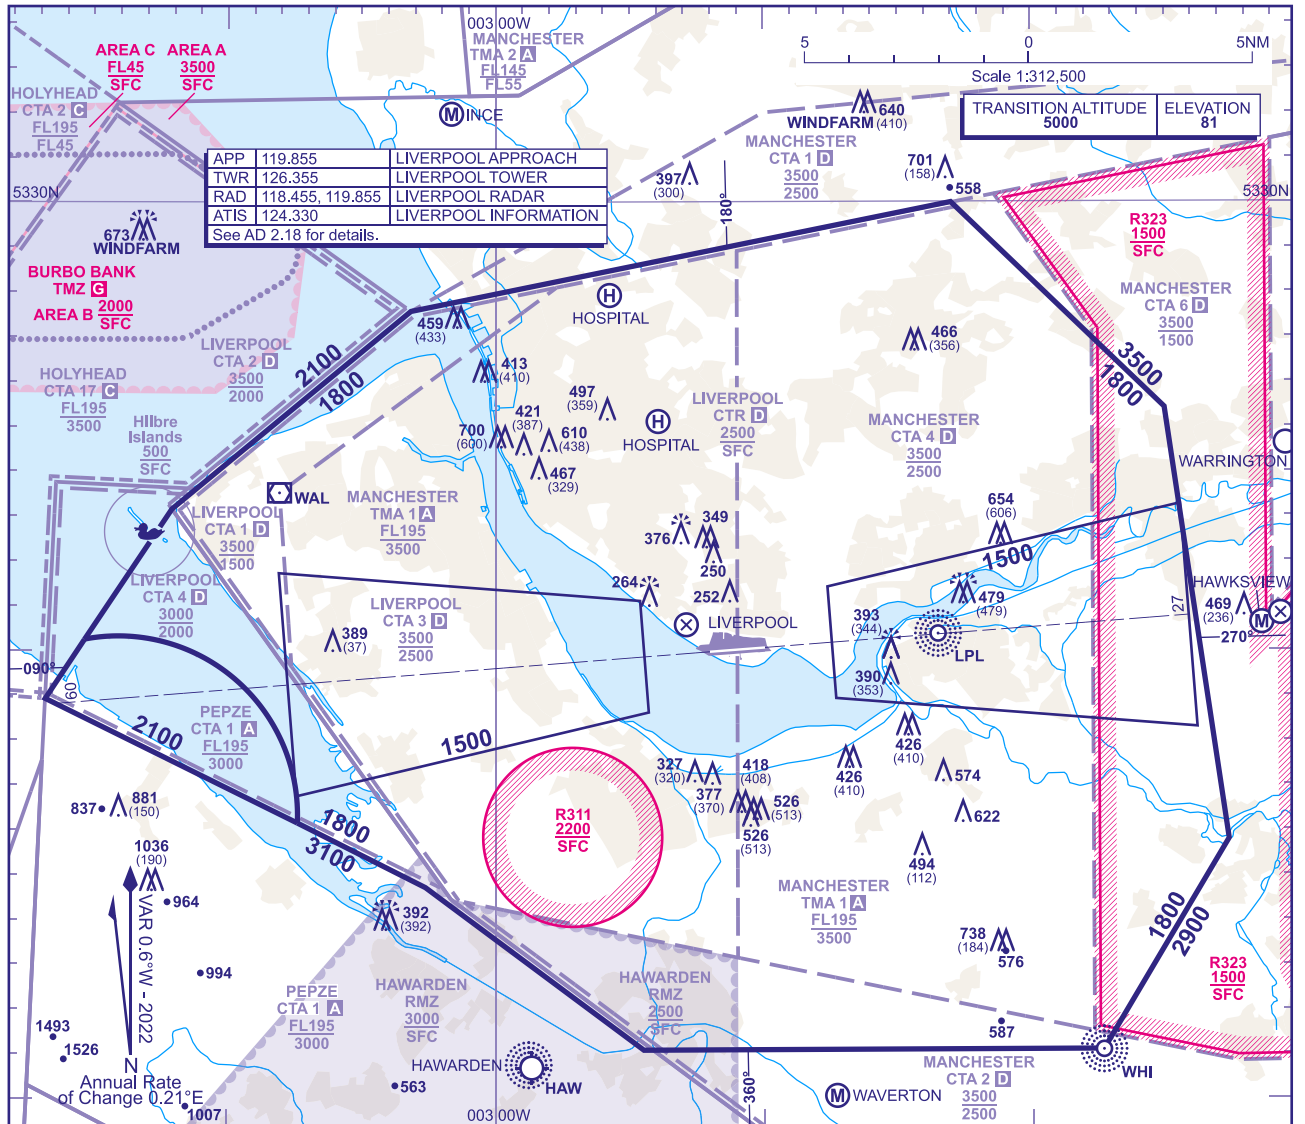 003 00W
5 0 5NM
Scale 1:312,500
TRANSITION ALTITUDE
5000
ELEVATION
81
AREA C
FL45
SFC
AREA A
3500
SFC
HOLYHEAD
CTA 2 C
FL195
FL45
MANCHESTER
TMA 2 A
FL145
FL55
M INCE
640
WINDFARM (410)
MANCHESTER
CTA 1 D
3500
2500
701
(158)
558
APP 119.855 LIVERPOOL APPROACH
TWR 126.355 LIVERPOOL TOWER
RAD 118.455, 119.855 LIVERPOOL RADAR
ATIS 124.330 LIVERPOOL INFORMATION
See AD 2.18 for details.
397
(300)
180°
5330N
5330N
673
WINDFARM
BURBO BANK
TMZ G
AREA B 2000
SFC
R323
1500
SFC
MANCHESTER
CTA 6 D
3500
1500
H
HOSPITAL
459
(433)
466
(356)
LIVERPOOL
CTA 2 D
3500
2000
2100
1800
3500
1800
HOLYHEAD
CTA 17 C
FL195
3500
413
(410)
497
(359)
421
(387)
610
(438)
700
(600)
467
(329)
H
HOSPITAL
LIVERPOOL
CTR D
2500
SFC
MANCHESTER
CTA 4 D
3500
2500
WARRINGTON
Hilbre
Islands
500
SFC
WAL
LIVERPOOL
CTA 1 D
3500
1500
MANCHESTER
TMA 1 A
FL195
3500
654
(606)
349
376
250
252
264
1500
LIVERPOOL
CTA 4 D
3000
2000
LIVERPOOL
CTA 3 D
3500
2500
389
(37)
LIVERPOOL
393
(344)
479
(479)
LPL
390
(353)
HAWKSVIEW
469
(236)
M
27
270°
090°
09
2100
PEPZE
CTA 1 A
FL195
3000
1500
426
(410)
426
(410)
574
327
(320)
377
(370)
418
(408)
526
(513)
526
(513)
622
494
(112)
837
881
(150)
R311
2200
SFC
1800
3100
1036
(190)
964
392
(392)
MANCHESTER
TMA 1 A
FL195
3500
1800
2900
738
(184)
576
VAR 0.6°W - 2022
994
R323
1500
SFC
PEPZE
CTA 1 A
FL195
3000
HAWARDEN
RMZ
3000
SFC
HAWARDEN
RMZ
2500
SFC
587
1493
1526
N
Annual Rate
of Change 0.21°E
1007
563
HAWARDEN
HAW
003 00W
360°
M WAVERTON
MANCHESTER
CTA 2 D
3500
2500
WHI